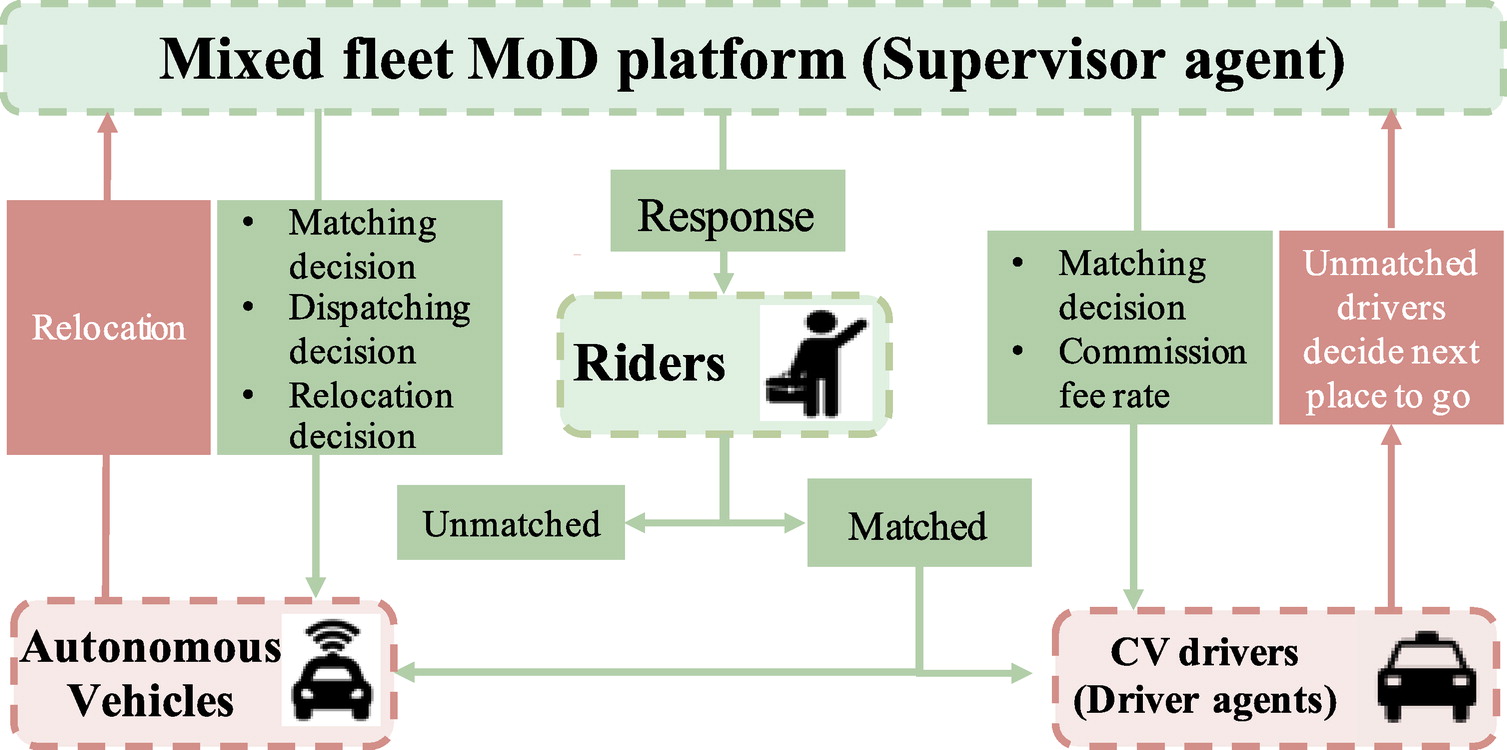 Mixed fleet MoD platform (Supervisor agent)
Relocation
• Matching
decision
• Dispatching
decision
• Relocation
decision
Response
Riders
Unmatched
Matched
• Matching
decision
• Commission
fee rate
Unmatched
drivers
decide next
place to go
Autonomous
Vehicles
CV drivers
(Driver agents)